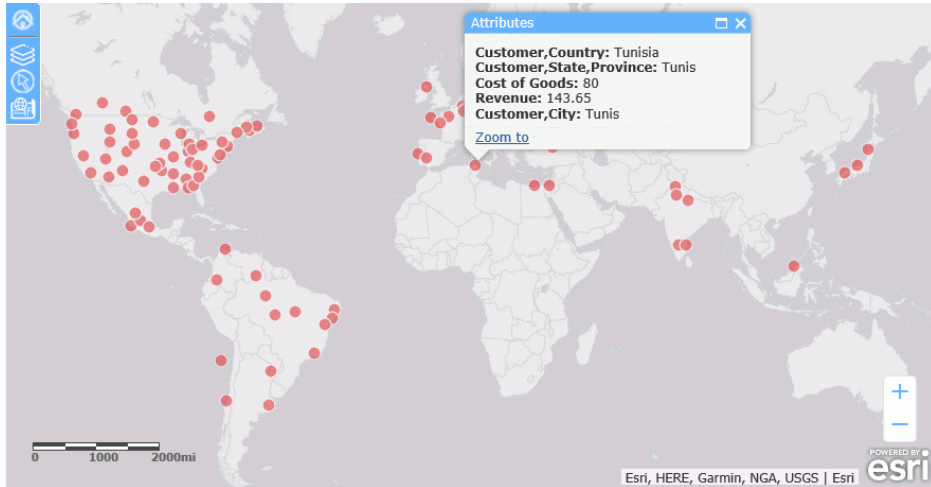 Attributes
Customer,Country: Tunisia
Customer,State,Province: Tunis
Cost of Goods: 80
Revenue: 143.65
Customer,City: Tunis
Zoom to
+
−
0 1000 2000mi
POWERED BY
esri
Esri, HERE, Garmin, NGA, USGS | Esri